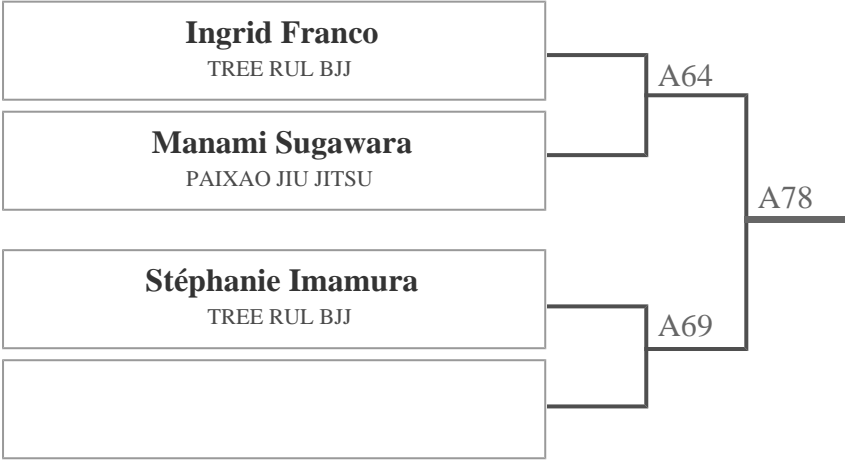 Ingrid Franco
TREE RUL BJJ
A64
Manami Sugawara
PAIXAO JIU JITSU
A78
Stéphanie Imamura
TREE RUL BJJ
A69